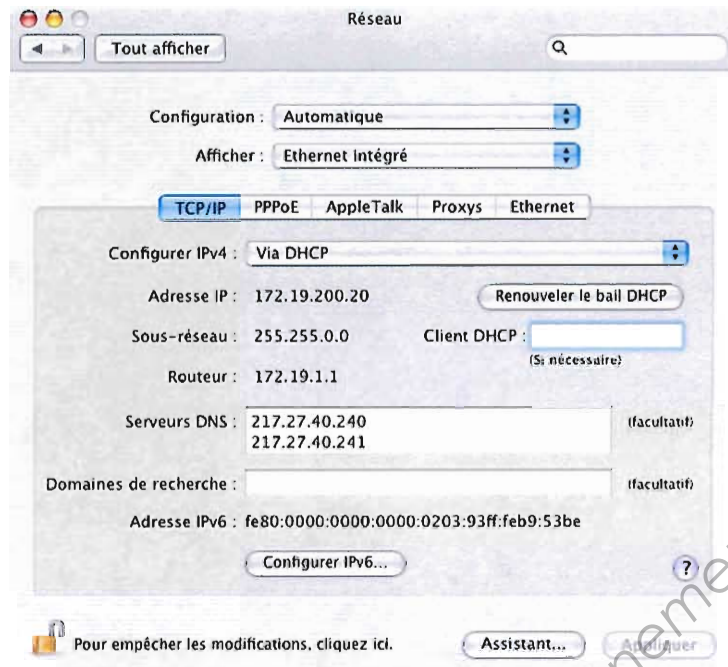 Réseau
Tout afficher
Configuration : Automatique
Afficher : Ethernet intégré
TCP/IP PPPoE AppleTalk Proxys Ethernet
Configurer IPv4 : Via DHCP
Adresse IP : 172.19.200.20 Renouveler le bail DHCP
Sous-réseau : 255.255.0.0 Client DHCP :
(Si nécessaire)
Routeur : 172.19.1.1
Serveurs DNS : 217.27.40.240 (facultatif)
217.27.40.241
Domaines de recherche : (facultatif)
Adresse IPv6 : fe80:0000:0000:0000:0203:93ff:feb9:53be
Configurer IPv6... ?
Pour empêcher les modifications, cliquez ici. Assistant... Appliquer